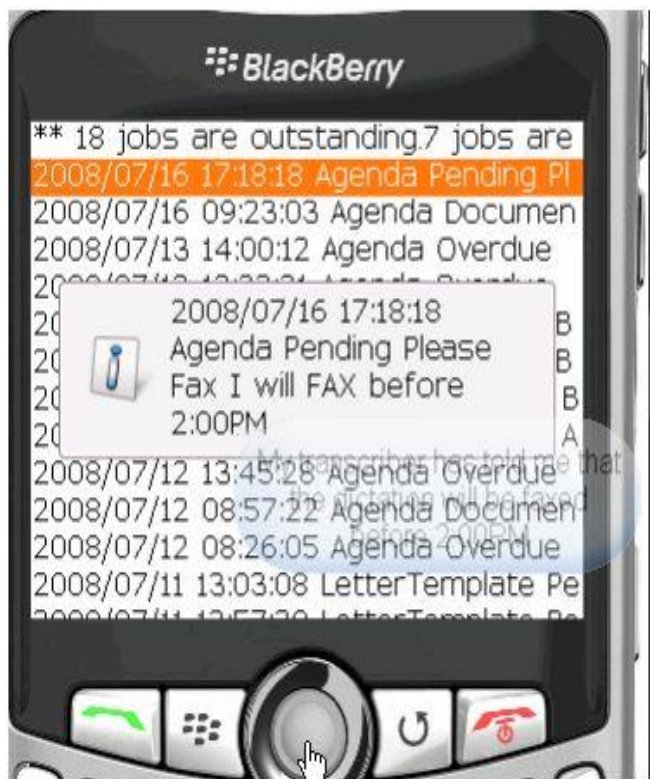 BlackBerry
** 18 jobs are outstanding.7 jobs are
2008/07/16 17:18:18 Agenda Pending Pl
2008/07/16 09:23:03 Agenda Documen
2008/07/13 14:00:12 Agenda Overdue
2008/07/16 17:18:18
Agenda Pending Please
Fax I will FAX before
2:00PM
B
B
B
A
My transcriber has told me that
the dictation will be faxed
before 2:00PM
2008/07/12 13:45:28 Agenda Overdue
2008/07/12 08:57:22 Agenda Documen
2008/07/12 08:26:05 Agenda Overdue
2008/07/11 13:03:08 LetterTemplate Pe